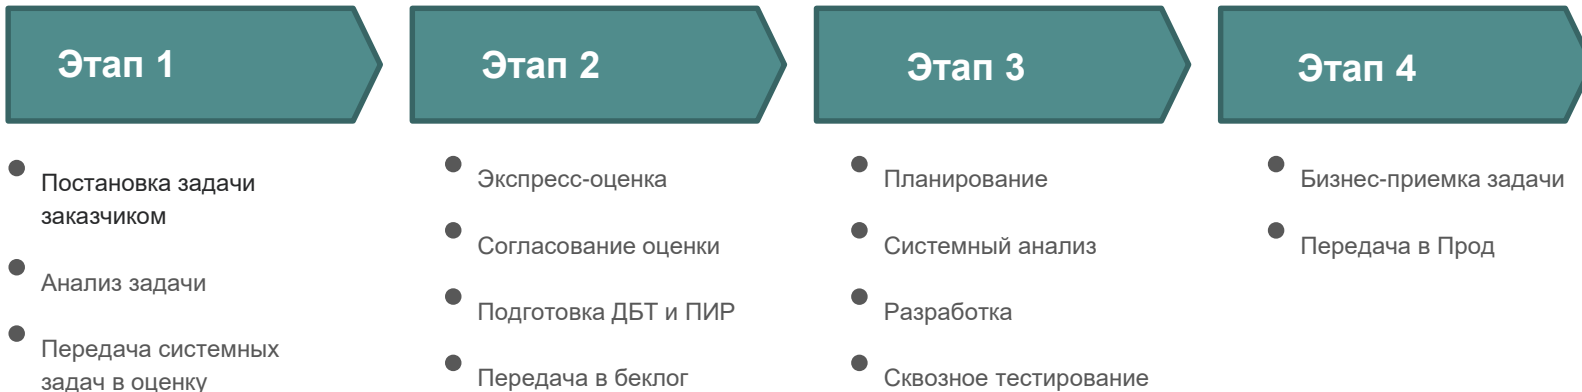 Этап 1
Постановка задачи
заказчиком
Анализ задачи
Передача системных
задач в оценку
Этап 2
Экспресс-оценка
Согласование оценки
Подготовка ДБТ и ПИР
Передача в беклог
Этап 3
Планирование
Системный анализ
Разработка
Сквозное тестирование
Этап 4
Бизнес-приемка задачи
Передача в Прод